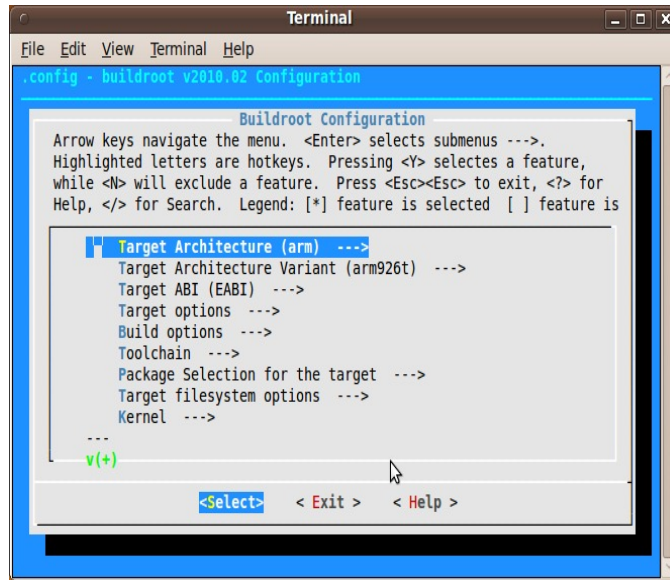 Terminal
File Edit View Terminal Help
.config - buildroot v2010.02 Configuration
Buildroot Configuration
Arrow keys navigate the menu. <Enter> selects submenus --->.
Highlighted letters are hotkeys. Pressing <Y> selectes a feature,
while <N> will exclude a feature. Press <Esc><Esc> to exit, <?> for
Help, </> for Search. Legend: [*] feature is selected [ ] feature is
Target Architecture (arm) --->
Target Architecture Variant (arm926t) --->
Target ABI (EABI) --->
Target options --->
Build options --->
Toolchain --->
Package Selection for the target --->
Target filesystem options --->
Kernel --->
---
v(+)
<Select> < Exit > < Help >